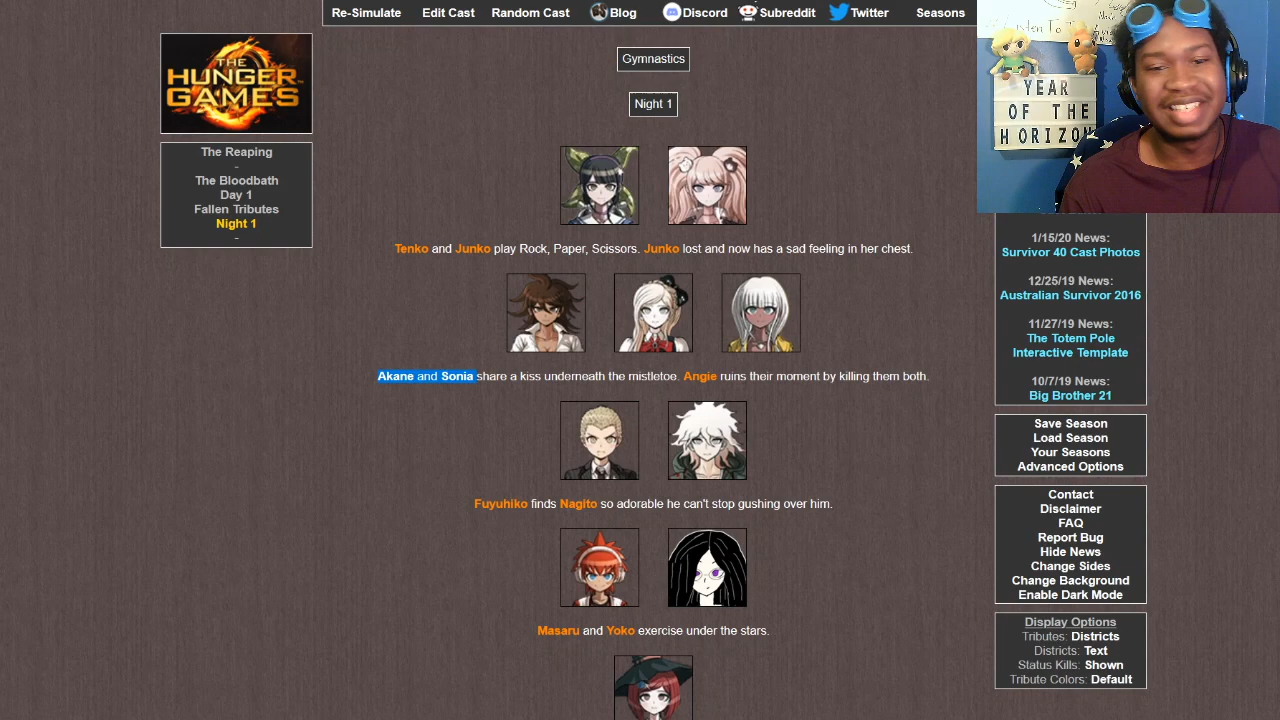 Re-Simulate Edit Cast Random Cast Blog Discord Subreddit Twitter Seasons
THE
HUNGER
GAMES
The Reaping
-
The Bloodbath
Day 1
Fallen Tributes
Night 1
-
Gymnastics
Night 1
Tenko and Junko play Rock, Paper, Scissors. Junko lost and now has a sad feeling in her chest.
Akane and Sonia share a kiss underneath the mistletoe. Angie ruins their moment by killing them both.
Fuyuhiko finds Nagito so adorable he can't stop gushing over him.
Masaru and Yoko exercise under the stars.
YEAR
OF THE
HORIZON
1/15/20 News:
Survivor 40 Cast Photos
12/25/19 News:
Australian Survivor 2016
11/27/19 News:
The Totem Pole
Interactive Template
10/7/19 News:
Big Brother 21
Save Season
Load Season
Your Seasons
Advanced Options
Contact
Disclaimer
FAQ
Report Bug
Hide News
Change Sides
Change Background
Enable Dark Mode
Display Options
Tributes: Districts
Districts: Text
Status Kills: Shown
Tribute Colors: Default